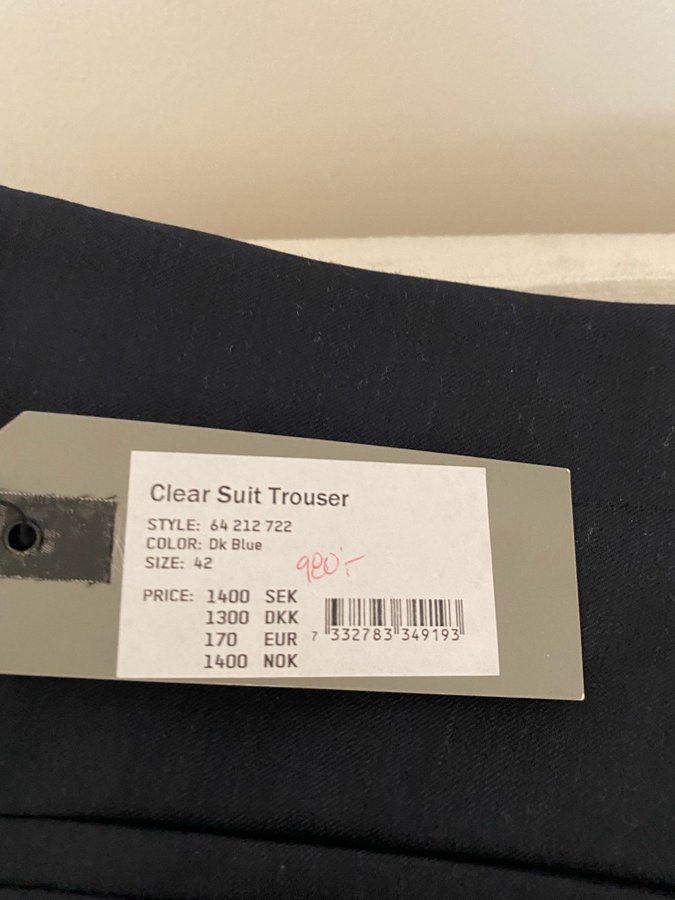 Clear Suit Trouser
STYLE: 64 212 722
COLOR: Dk Blue
SIZE: 42
980:-
PRICE: 1400 SEK
1300 DKK
170 EUR
1400 NOK
7 332783 349193